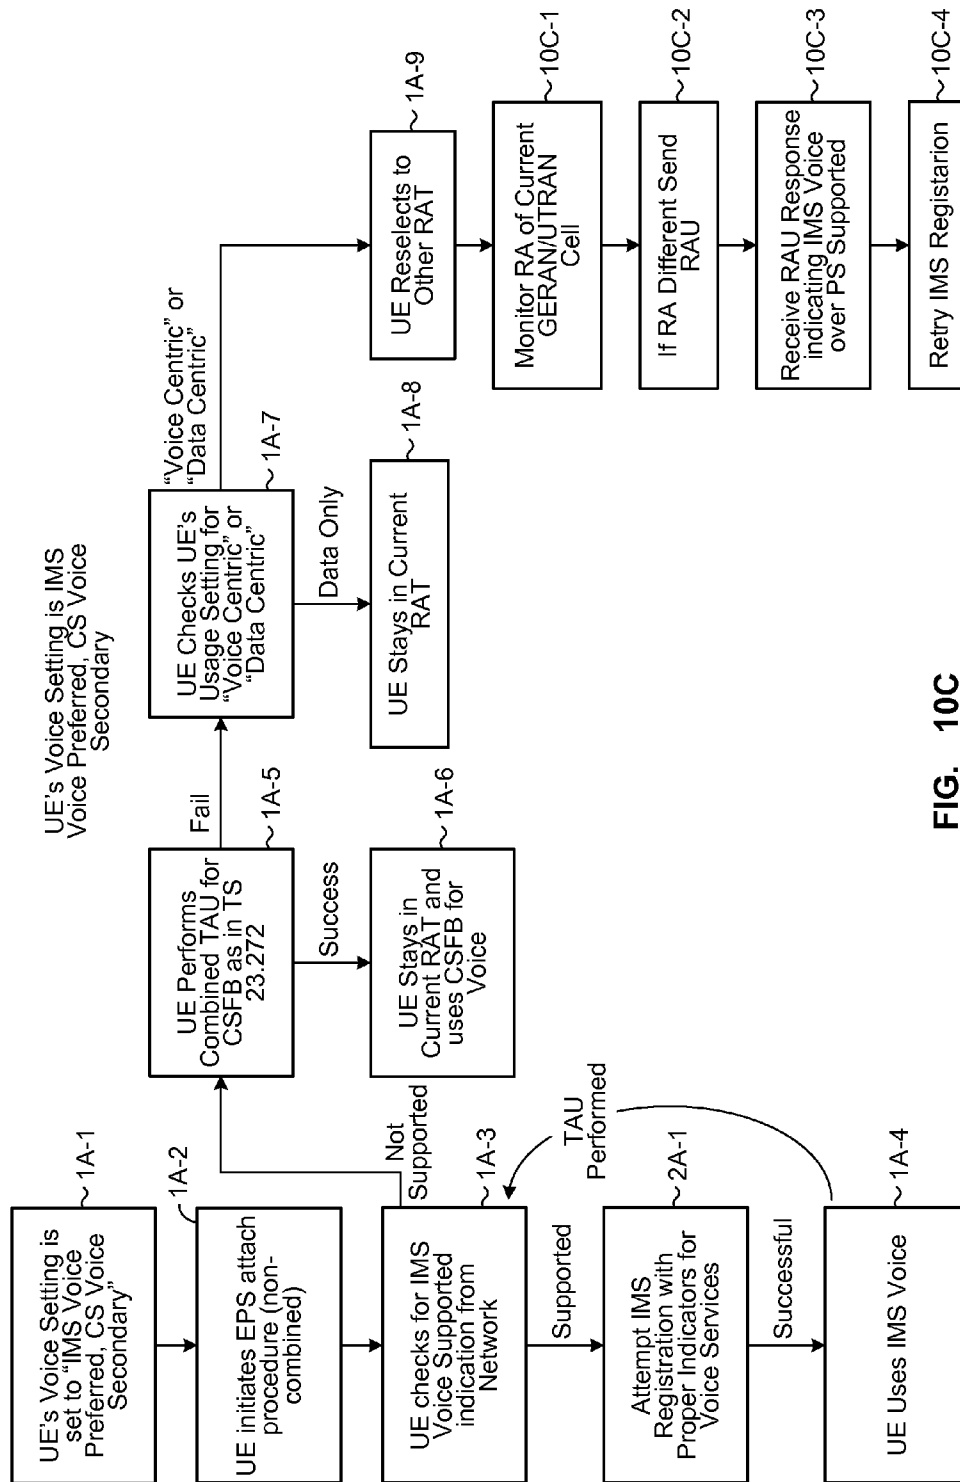 UE's Voice Setting is IMS
Voice Preferred, CS Voice
Secondary
UE's Voice Setting is
set to "IMS Voice
Preferred, CS Voice
Secondary"
1A-1
1A-2
UE initiates EPS attach
procedure (non-
combined)
UE checks for IMS
Voice Supported
indication from
Network
1A-3
Not
Supported
Supported
Attempt IMS
Registration with
Proper Indicators for
Voice Services
2A-1
Successful
UE Uses IMS Voice
1A-4
TAU
Performed
UE Performs
Combined TAU for
CSFB as in TS
23.272
1A-5
Fail
Success
UE Stays in
Current RAT and
uses CSFB for
Voice
1A-6
UE Checks UE's
Usage Setting for
"Voice Centric" or
"Data Centric"
1A-7
"Voice Centric" or
"Data Centric"
Data Only
UE Stays in Current
RAT
1A-8
UE Reselects to
Other RAT
1A-9
Monitor RA of Current
GERAN/UTRAN
Cell
10C-1
If RA Different Send
RAU
10C-2
Receive RAU Response
indicating IMS Voice
over PS Supported
10C-3
Retry IMS Registarion
10C-4
FIG. 10C